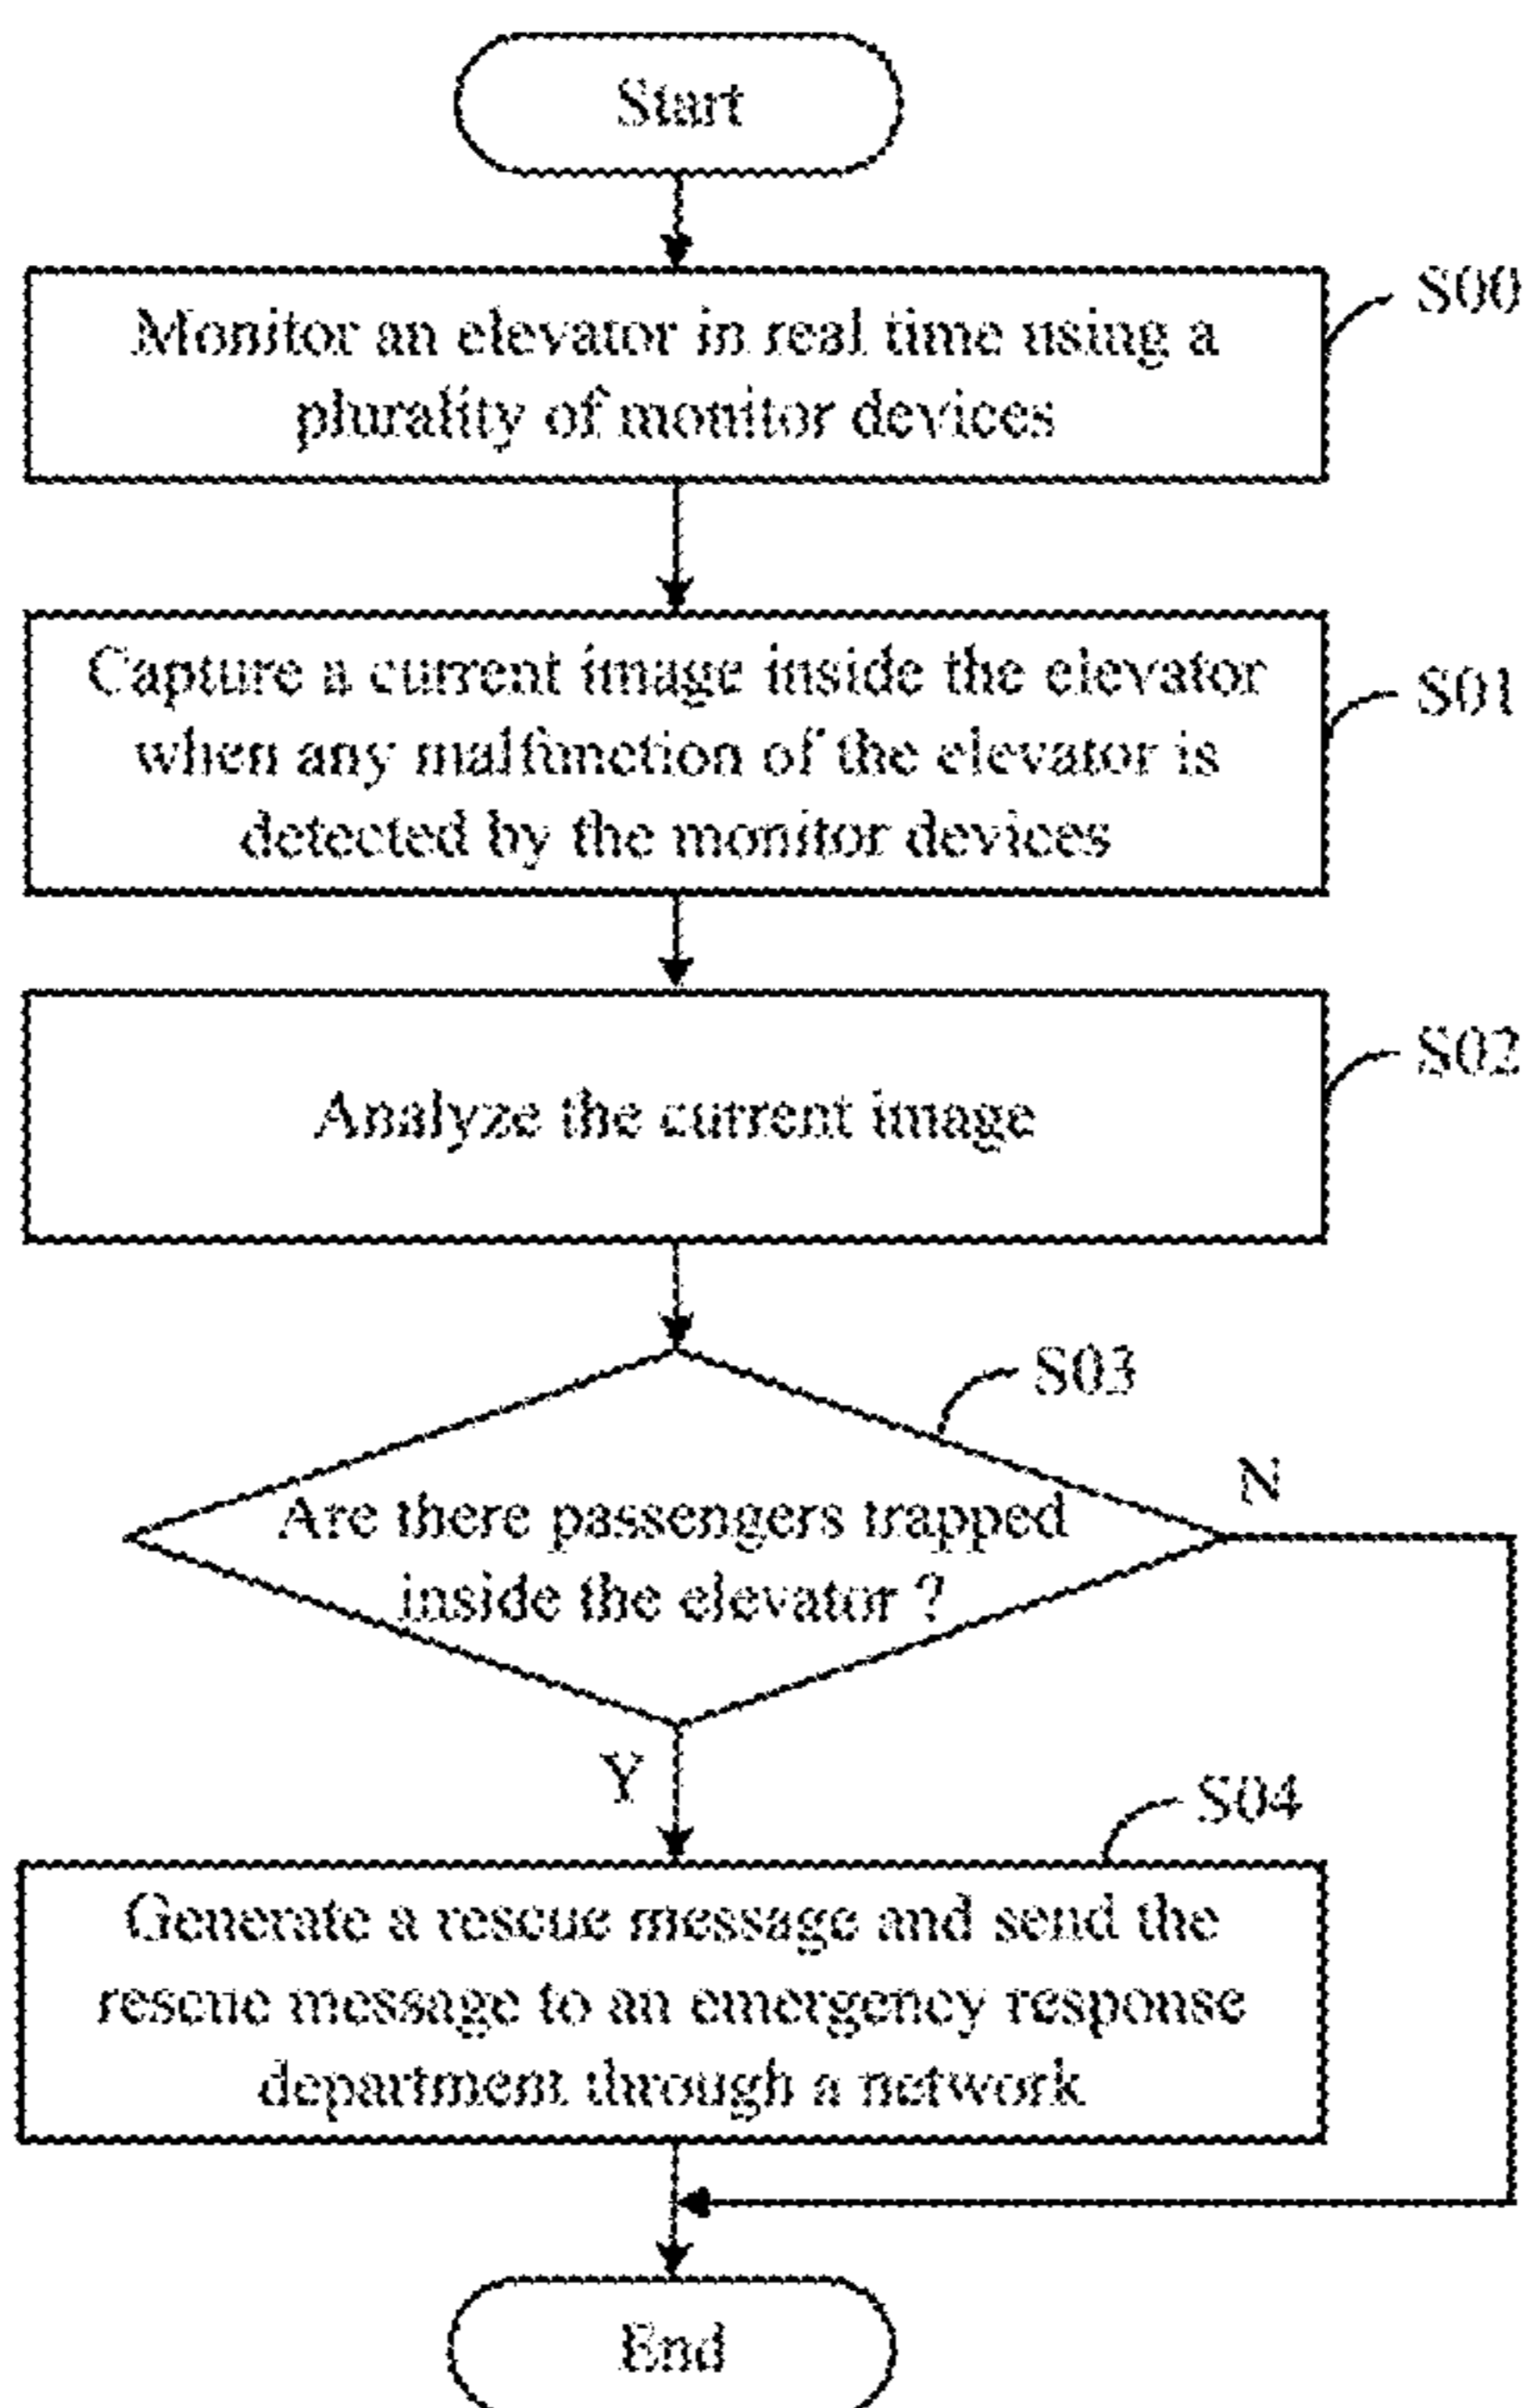 Start
S00
Monitor an elevator in real time using a
plurality of monitor devices
Capture a current image inside the elevator
when any malfunction of the elevator is
detected by the monitor devices
S01
Analyze the current image
S02
S03
Are there passengers trapped
inside the elevator ?
N
Y
S04
Generate a rescue message and send the
rescue message to an emergency response
department through a network
End